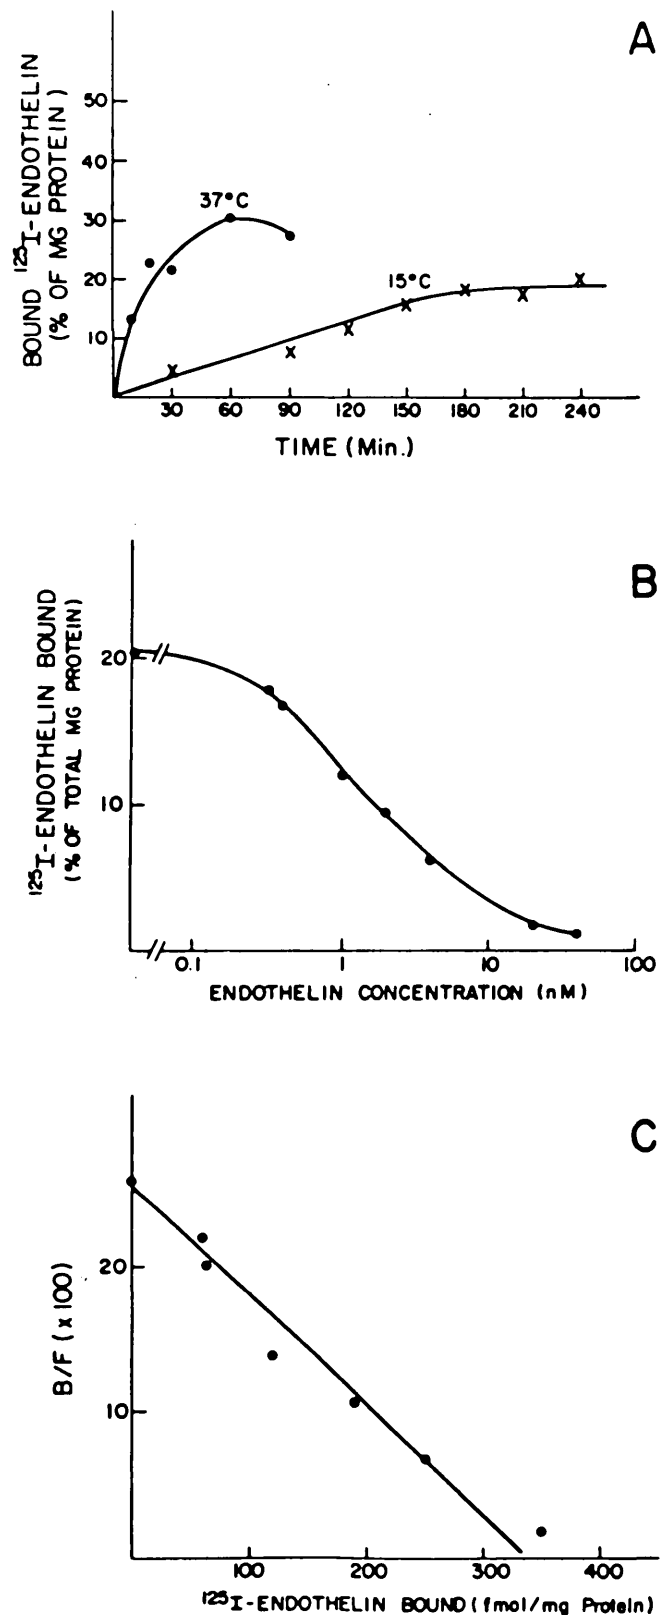 A
BOUND 125I-ENDOTHELIN
(% OF MG PROTEIN)
50
40
30
20
10
37°C
15°C
30 60 90 120 150 180 210 240
TIME (Min.)
B
125I-ENDOTHELIN BOUND
(% OF TOTAL MG PROTEIN)
20
10
0.1 1 10 100
ENDOTHELIN CONCENTRATION (nM)
C
B/F (x100)
20
10
100 200 300 400
125I-ENDOTHELIN BOUND (fmol/mg Protein)